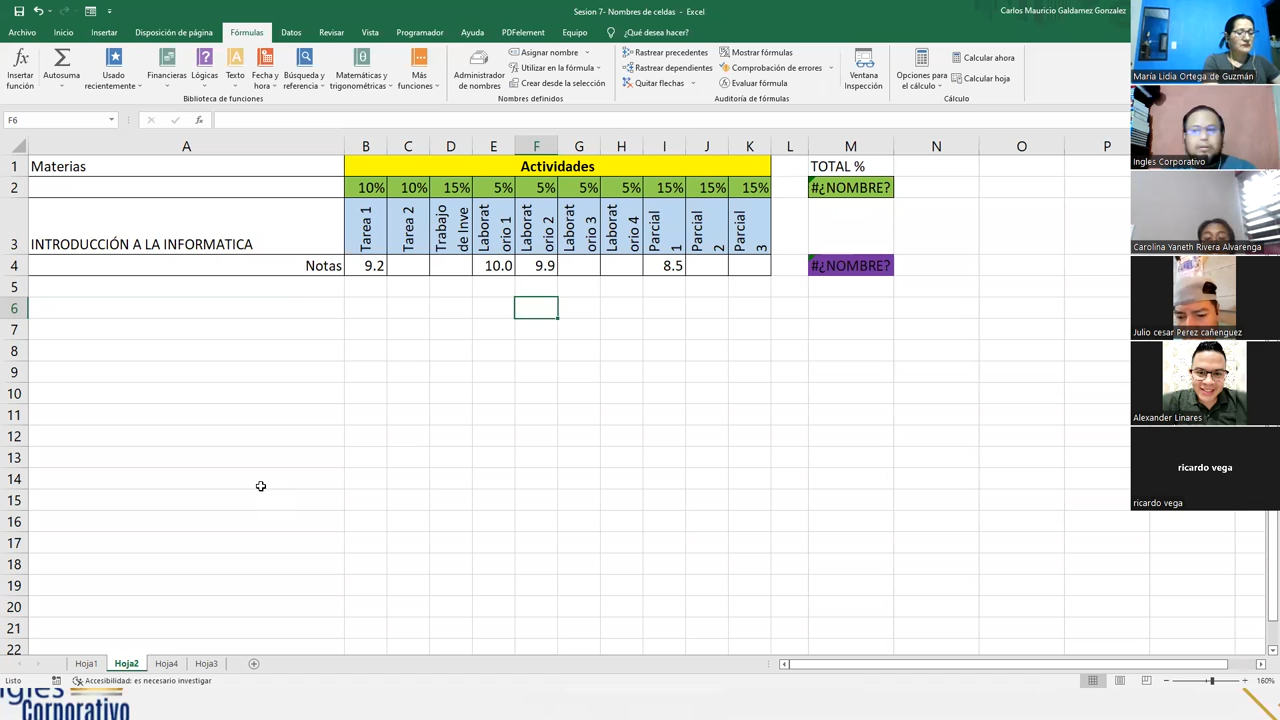 Sesion 7- Nombres de celdas - Excel
Carlos Mauricio Galdamez Gonzalez
Archivo Inicio Insertar Disposición de página Fórmulas Datos Revisar Vista Programador Ayuda PDFelement Equipo ¿Qué desea hacer?
Insertar función
Autosuma
Usado recientemente
Financieras
Lógicas
Texto
Fecha y hora
Búsqueda y referencia
Matemáticas y trigonométricas
Más funciones
Biblioteca de funciones
Administrador de nombres
Asignar nombre
Utilizar en la fórmula
Crear desde la selección
Nombres definidos
Rastrear precedentes
Rastrear dependientes
Quitar flechas
Mostrar fórmulas
Comprobación de errores
Evaluar fórmula
Auditoría de fórmulas
Ventana Inspección
Opciones para el cálculo
Calcular ahora
Calcular hoja
Cálculo
F6
fx
A B C D E F G H I J K L M N O P
1 Materias Actividades TOTAL %
2 10% 10% 15% 5% 5% 5% 5% 15% 15% 15% #¿NOMBRE?
3 INTRODUCCIÓN A LA INFORMATICA Tarea 1 Tarea 2 Trabajo de Inve Laborat orio 1 Laborat orio 2 Laborat orio 3 Laborat orio 4 Parcial 1 Parcial 2 Parcial 3
4 Notas 9.2 10.0 9.9 8.5 #¿NOMBRE?
5
6
7
8
9
10
11
12
13
14
15
16
17
18
19
20
21
22
María Lidia Ortega de Guzmán
Ingles Corporativo
Carolina Yaneth Rivera Alvarenga
Julio cesar Perez cañenguez
Alexander Linares
ricardo vega
ricardo vega
Hoja1 Hoja2 Hoja4 Hoja3
Listo Accesibilidad: es necesario investigar 160%
Ingles
Corporativo